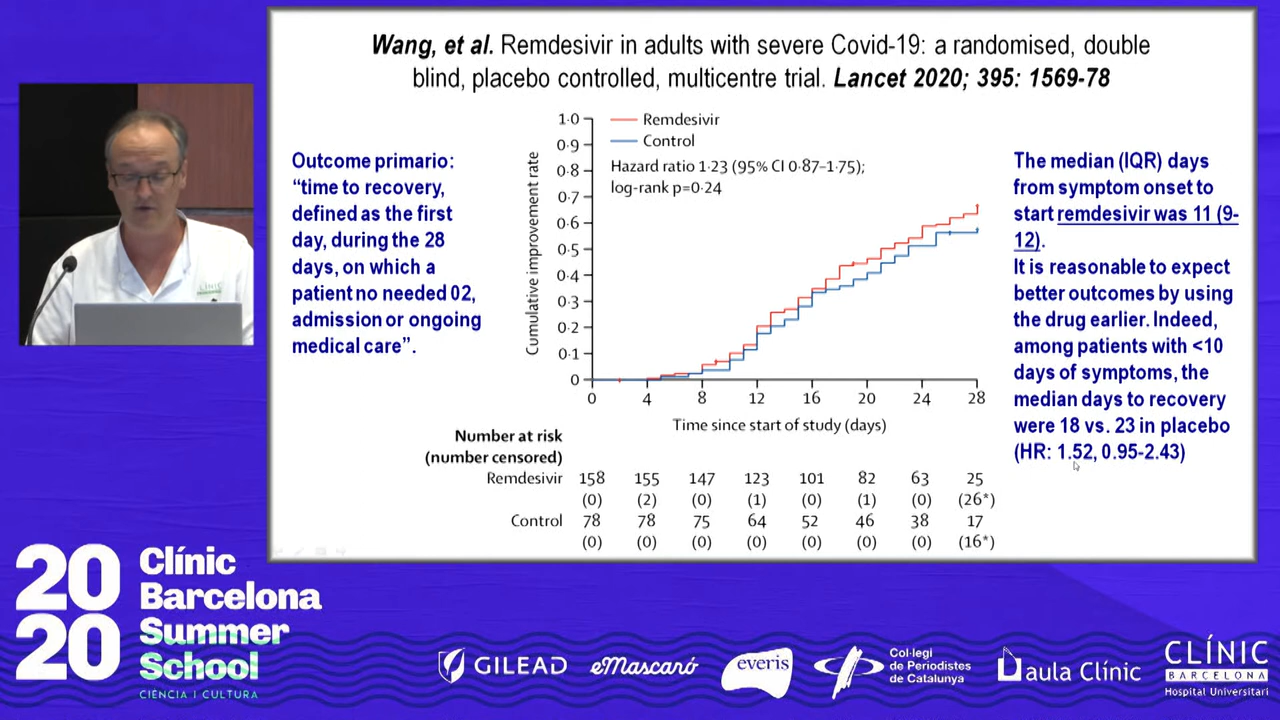 Wang, et al. Remdesivir in adults with severe Covid-19: a randomised, double
blind, placebo controlled, multicentre trial. Lancet 2020; 395: 1569-78
Outcome primario:
“time to recovery,
defined as the first
day, during the 28
days, on which a
patient no needed 02,
admission or ongoing
medical care”.
Cumulative improvement rate
1·0
0·9
0·8
0·7
0·6
0·5
0·4
0·3
0·2
0·1
0
Remdesivir
Control
Hazard ratio 1·23 (95% CI 0·87–1·75);
log-rank p=0·24
0 4 8 12 16 20 24 28
Time since start of study (days)
Number at risk
(number censored)
Remdesivir 158 155 147 123 101 82 63 25
(0) (2) (0) (1) (0) (1) (0) (26*)
Control 78 78 75 64 52 46 38 17
(0) (0) (0) (0) (0) (0) (0) (16*)
The median (IQR) days
from symptom onset to
start remdesivir was 11 (9-
12).
It is reasonable to expect
better outcomes by using
the drug earlier. Indeed,
among patients with <10
days of symptoms, the
median days to recovery
were 18 vs. 23 in placebo
(HR: 1.52, 0.95-2.43)
CLÍNIC
2020
Clínic
Barcelona
Summer
School
CIÈNCIA I CULTURA
GILEAD
eMascaró
everis
Col·legi
de Periodistes
de Catalunya
aula Clínic
CLÍNIC
BARCELONA
Hospital Universitari